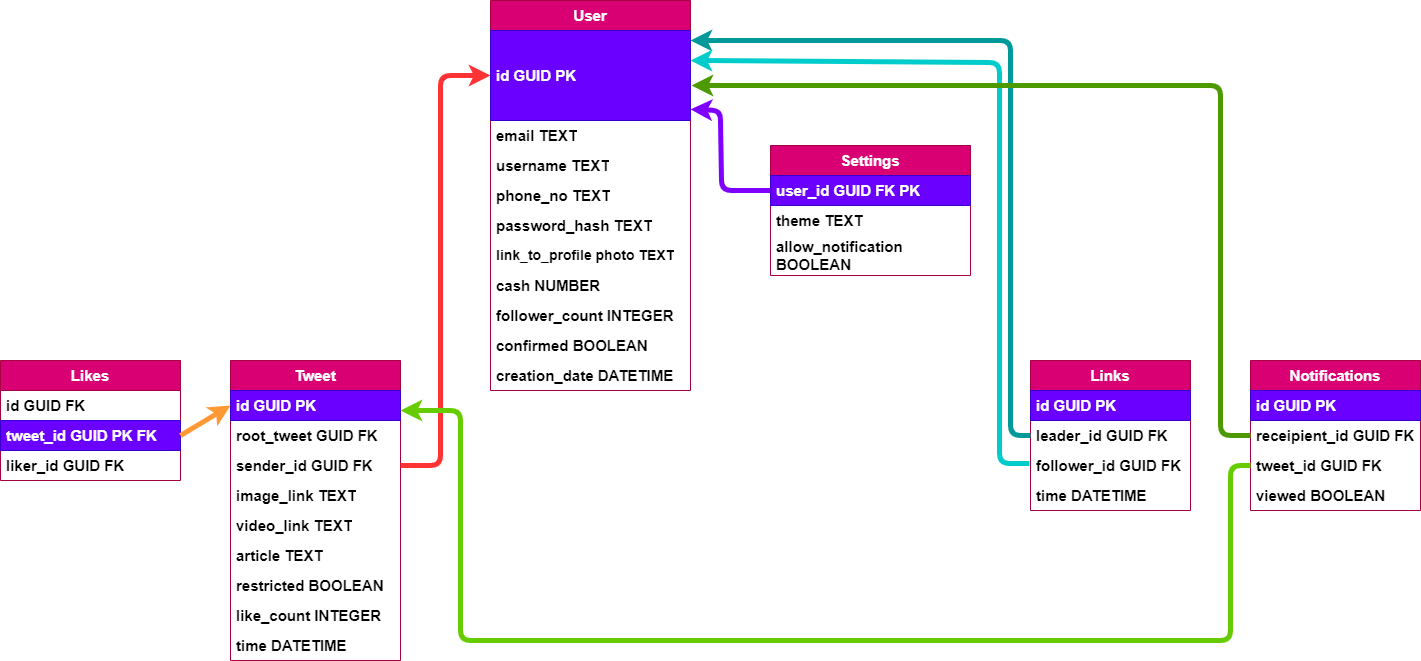 User
id GUID PK
email TEXT
username TEXT
phone_no TEXT
password_hash TEXT
link_to_profile photo TEXT
cash NUMBER
follower_count INTEGER
confirmed BOOLEAN
creation_date DATETIME
Settings
user_id GUID FK PK
theme TEXT
allow_notification
BOOLEAN
Likes
id GUID FK
tweet_id GUID PK FK
liker_id GUID FK
Tweet
id GUID PK
root_tweet GUID FK
sender_id GUID FK
image_link TEXT
video_link TEXT
article TEXT
restricted BOOLEAN
like_count INTEGER
time DATETIME
Links
id GUID PK
leader_id GUID FK
follower_id GUID FK
time DATETIME
Notifications
id GUID PK
receipient_id GUID FK
tweet_id GUID FK
viewed BOOLEAN